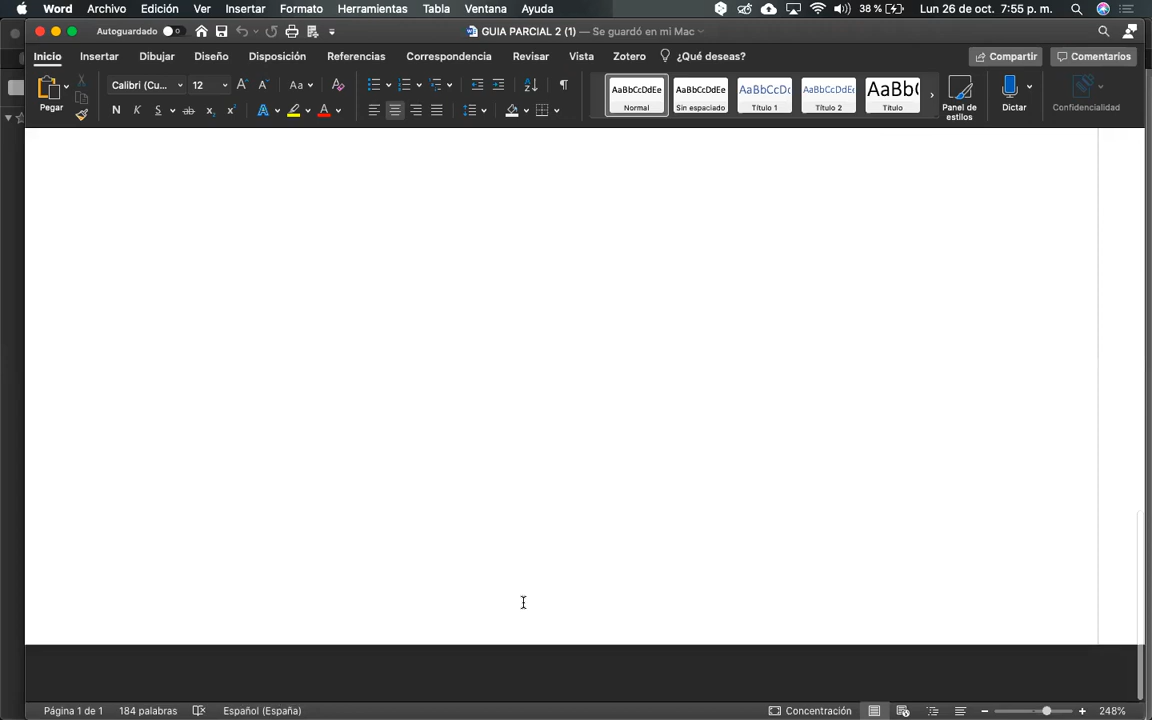 Word Archivo Edición Ver Insertar Formato Herramientas Tabla Ventana Ayuda 38 % Lun 26 de oct. 7:55 p. m.
Autoguardado GUIA PARCIAL 2 (1) — Se guardó en mi Mac
Inicio Insertar Dibujar Diseño Disposición Referencias Correspondencia Revisar Vista Zotero ¿Qué deseas? Compartir Comentarios
Pegar Calibri (Cu... 12 Aa
N K S ab x x A A
AaBbCcDdEe AaBbCcDdEe AaBbCcDc AaBbCcDdEe AaBb(
Normal Sin espaciado Título 1 Título 2 Título Panel de estilos Dictar Confidencialidad
Página 1 de 1 184 palabras Español (España) Concentración 248%